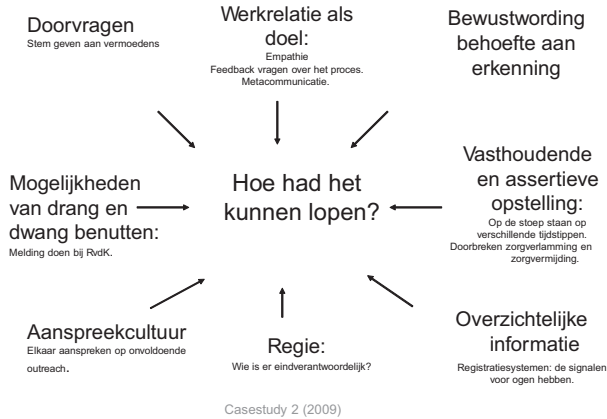 Doorvragen
Stem geven aan vermoedens
Werkrelatie als
doel:
Empathie
Feedback vragen over het proces.
Metacommunicatie.
Bewustwording
behoefte aan
erkenning
Mogelijkheden
van drang en
dwang benutten:
Melding doen bij RvdK.
Hoe had het
kunnen lopen?
Vasthoudende
en assertieve
opstelling:
Op de stoep staan op
verschillende tijdstippen.
Doorbreken zorgverlamming en
zorgvermijding.
Aanspreekcultuur
Elkaar aanspreken op onvoldoende
outreach.
Regie:
Wie is er eindverantwoordelijk?
Overzichtelijke
informatie
Registratiesystemen: de signalen
voor ogen hebben.
Casestudy 2 (2009)